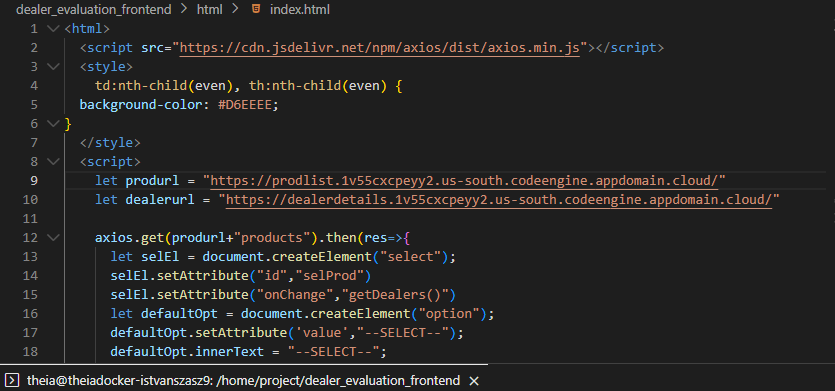 dealer_evaluation_frontend > html > index.html
1 <html>
2 <script src="https://cdn.jsdelivr.net/npm/axios/dist/axios.min.js"></script>
3 <style>
4 td:nth-child(even), th:nth-child(even) {
5 background-color: #D6EEEE;
6 }
7 </style>
8 <script>
9 let produrl = "https://prodlist.1v55cxcpeyy2.us-south.codeengine.appdomain.cloud/"
10 let dealerurl = "https://dealerdetails.1v55cxcpeyy2.us-south.codeengine.appdomain.cloud/"
11
12 axios.get(produrl+"products").then(res=>{
13 let selEl = document.createElement("select");
14 selEl.setAttribute("id","selProd")
15 selEl.setAttribute("onChange","getDealers()")
16 let defaultOpt = document.createElement("option");
17 defaultOpt.setAttribute('value',"--SELECT--");
18 defaultOpt.innerText = "--SELECT--";
theia@theiadocker-istvanszasz9: /home/project/dealer_evaluation_frontend ×